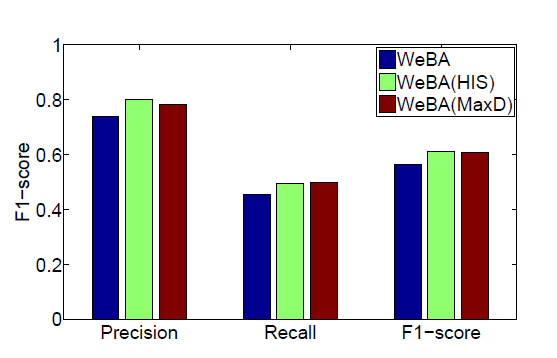 1
0.8
0.6
0.4
0.2
0
F1−score
WeBA
WeBA(HIS)
WeBA(MaxD)
Precision Recall F1−score